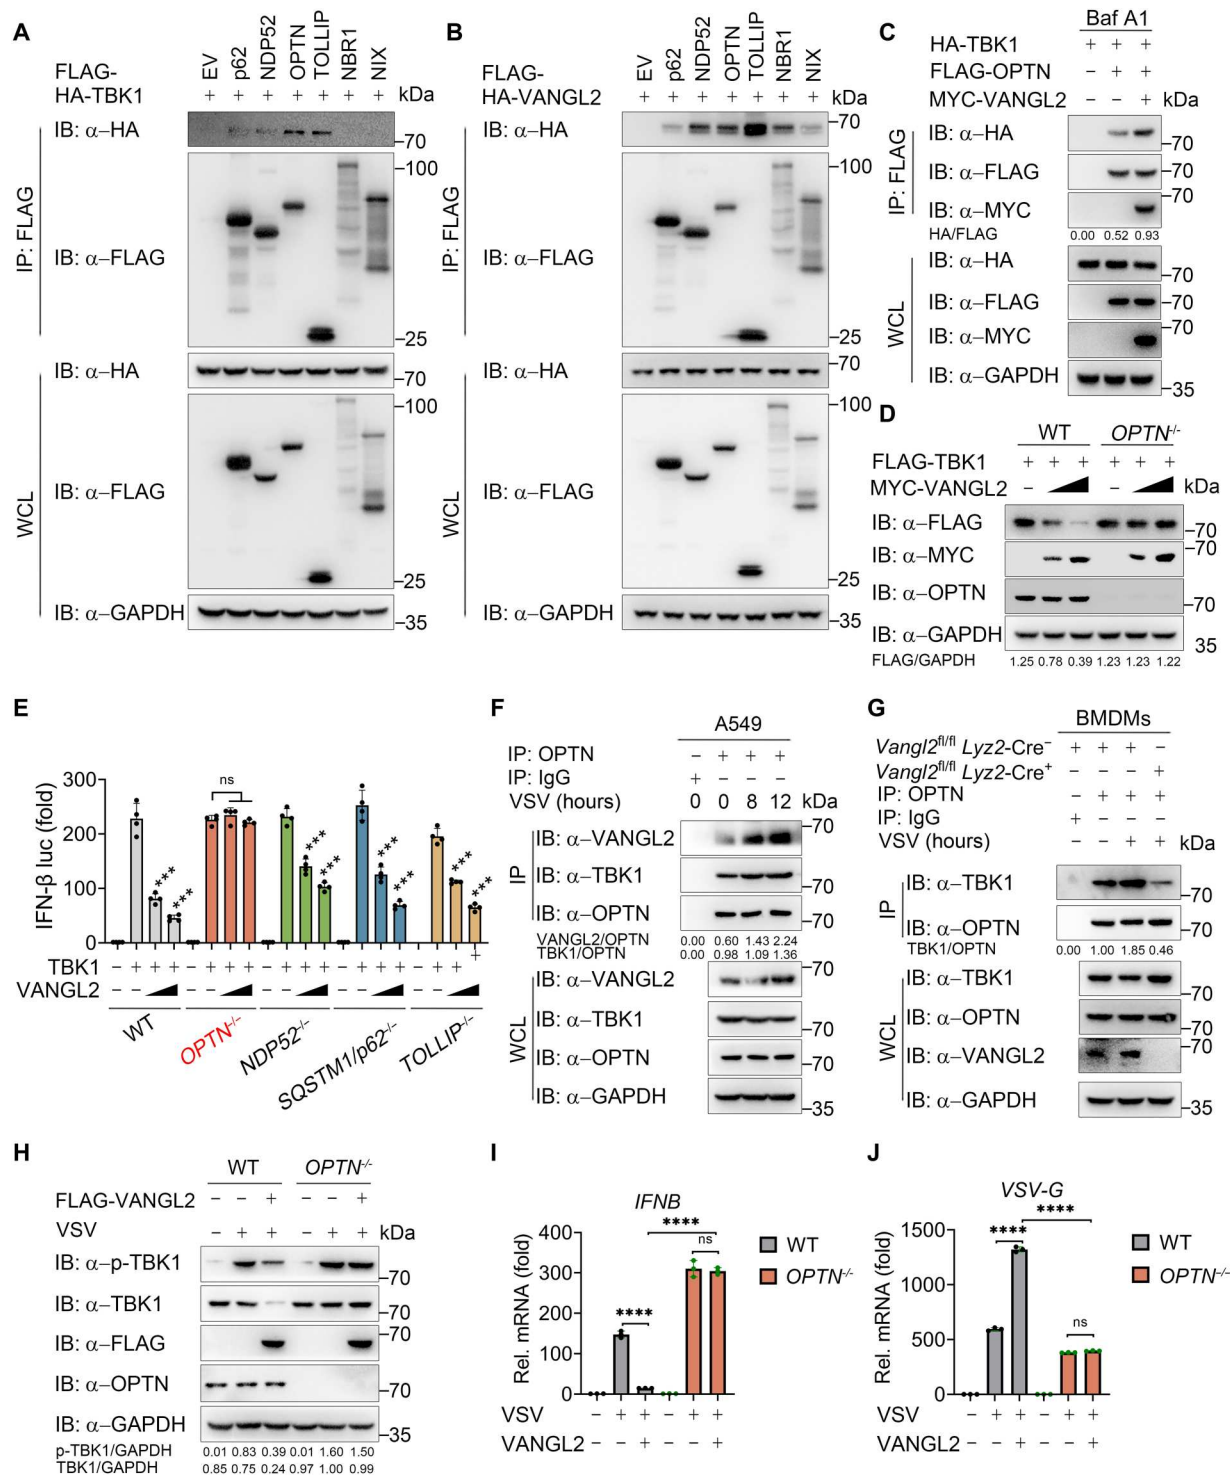 A
EV p62 NDP52 OPTN TOLLIP NBR1 NIX
FLAG-
HA-TBK1 + + + + + + + kDa
IP: FLAG
IB: α–HA –70
–100
IB: α–FLAG
–25
WCL
IB: α–HA –70
–100
IB: α–FLAG
–25
IB: α–GAPDH –35
B
EV p62 NDP52 OPTN TOLLIP NBR1 NIX
FLAG-
HA-VANGL2 + + + + + + + kDa
IP: FLAG
IB: α–HA –70
–100
IB: α–FLAG
–25
WCL
IB: α–HA –70
–100
IB: α–FLAG
–25
IB: α–GAPDH –35
C
Baf A1
HA-TBK1 + + +
FLAG-OPTN – + +
MYC-VANGL2 – – + kDa
IP: FLAG
IB: α–HA –70
IB: α–FLAG –70
IB: α–MYC –70
HA/FLAG 0.00 0.52 0.93
WCL
IB: α–HA –70
IB: α–FLAG –70
IB: α–MYC –70
IB: α–GAPDH –35
D
WT OPTN-/-
FLAG-TBK1 + + + + + +
MYC-VANGL2 – – kDa
IB: α–FLAG –70
IB: α–MYC –70
IB: α–OPTN –70
IB: α–GAPDH 35
FLAG/GAPDH 1.25 0.78 0.39 1.23 1.23 1.22
E
IFN-β luc (fold)
300
200
100
0
ns
*** *** *** *** *** *** *** ***
TBK1 – + + + – + + + – + + + – + + + – + + +
VANGL2 – – – – – – – – – –
WT OPTN-/- NDP52-/- SQSTM1/p62-/- TOLLIP-/-
F
A549
IP: OPTN – + + +
IP: IgG + – – –
VSV (hours) 0 0 8 12 kDa
IP
IB: α–VANGL2 –70
IB: α–TBK1 –70
IB: α–OPTN –70
VANGL2/OPTN 0.00 0.60 1.43 2.24
TBK1/OPTN 0.00 0.98 1.09 1.36
WCL
IB: α–VANGL2 –70
IB: α–TBK1 –70
IB: α–OPTN –70
IB: α–GAPDH –35
G
BMDMs
Vangl2fl/fl Lyz2-Cre– + + + –
Vangl2fl/fl Lyz2-Cre+ – – – +
IP: OPTN – + + +
IP: IgG + – – –
VSV (hours) – – + + kDa
IP
IB: α–TBK1 –70
IB: α–OPTN –70
TBK1/OPTN 0.00 1.00 1.85 0.46
WCL
IB: α–TBK1 –70
IB: α–OPTN –70
IB: α–VANGL2 –70
IB: α–GAPDH –35
H
WT OPTN-/-
FLAG-VANGL2 – – + – – +
VSV – + + – + + kDa
IB: α–p-TBK1 –70
IB: α–TBK1 –70
IB: α–FLAG –70
IB: α–OPTN –70
IB: α–GAPDH –35
p-TBK1/GAPDH 0.01 0.83 0.39 0.01 1.60 1.50
TBK1/GAPDH 0.85 0.75 0.24 0.97 1.00 0.99
I
IFNB
Rel. mRNA (fold)
400
300
200
100
0
****
ns
****
WT
OPTN-/-
VSV – + + – + +
VANGL2 – – + – – +
J
VSV-G
Rel. mRNA (fold)
1500
1000
500
0
****
****
ns
WT
OPTN-/-
VSV – + + – + +
VANGL2 – – + – – +